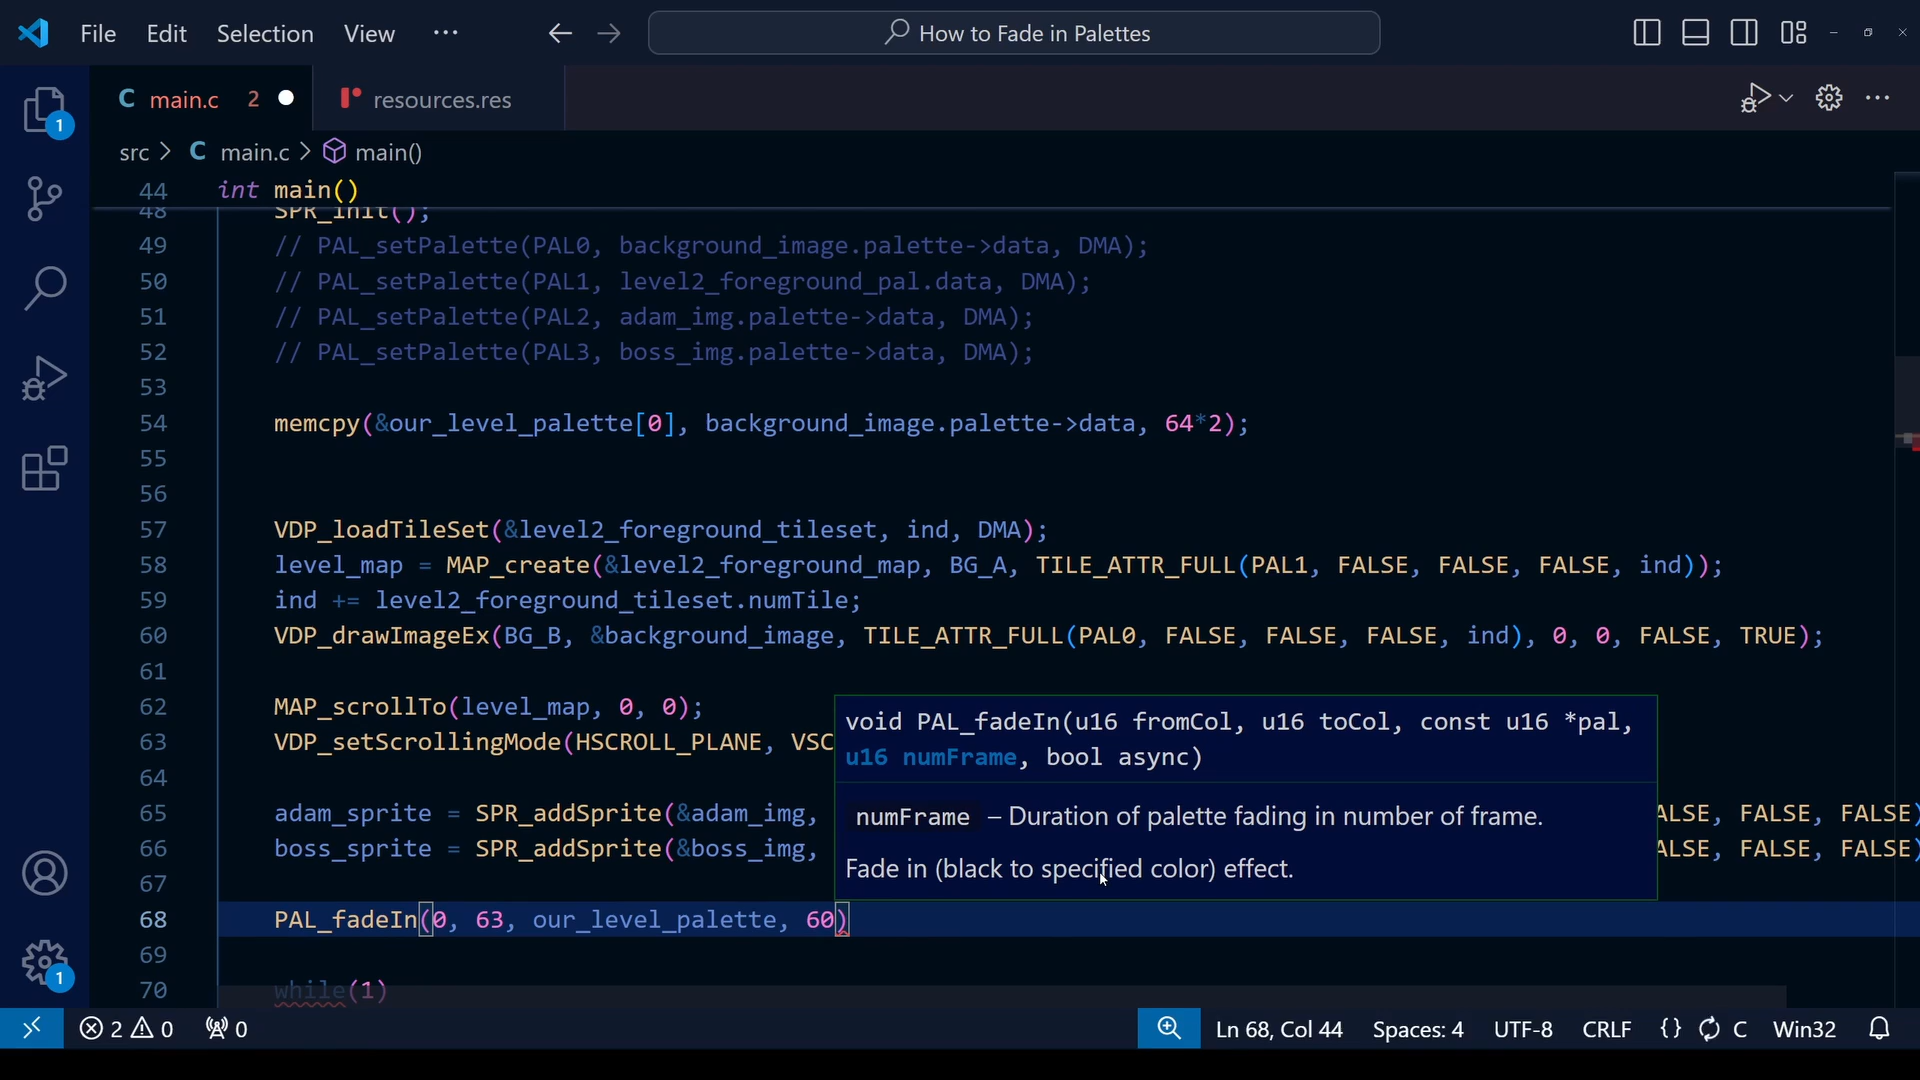 File Edit Selection View ··· How to Fade in Palettes
C main.c 2 resources.res
1
src > C main.c > main()
44 int main()
48 SPR_init();
49 // PAL_setPalette(PAL0, background_image.palette->data, DMA);
50 // PAL_setPalette(PAL1, level2_foreground_pal.data, DMA);
51 // PAL_setPalette(PAL2, adam_img.palette->data, DMA);
52 // PAL_setPalette(PAL3, boss_img.palette->data, DMA);
53
54 memcpy(&our_level_palette[0], background_image.palette->data, 64*2);
55
56
57 VDP_loadTileSet(&level2_foreground_tileset, ind, DMA);
58 level_map = MAP_create(&level2_foreground_map, BG_A, TILE_ATTR_FULL(PAL1, FALSE, FALSE, FALSE, ind));
59 ind += level2_foreground_tileset.numTile;
60 VDP_drawImageEx(BG_B, &background_image, TILE_ATTR_FULL(PAL0, FALSE, FALSE, FALSE, ind), 0, 0, FALSE, TRUE);
61
62 MAP_scrollTo(level_map, 0, 0);
63 VDP_setScrollingMode(HSCROLL_PLANE, VSC
64
65 adam_sprite = SPR_addSprite(&adam_img, ALSE, FALSE, FALSE)
66 boss_sprite = SPR_addSprite(&boss_img, ALSE, FALSE, FALSE)
67
void PAL_fadeIn(u16 fromCol, u16 toCol, const u16 *pal,
u16 numFrame, bool async)
numFrame – Duration of palette fading in number of frame.
Fade in (black to specified color) effect.
68 PAL_fadeIn(0, 63, our_level_palette, 60)
69
70 while(1)
1
2 0 0 Ln 68, Col 44 Spaces: 4 UTF-8 CRLF {} C Win32